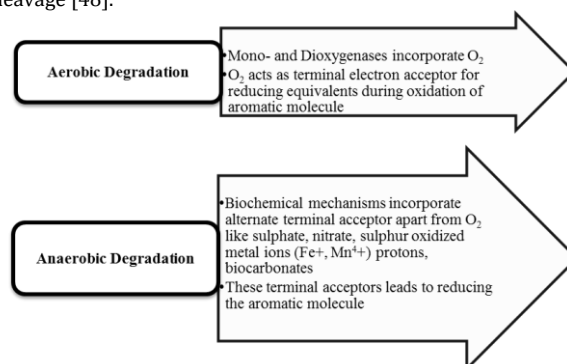 leavage [48].
Aerobic Degradation
•Mono- and Dioxygenases incorporate O₂
•O₂ acts as terminal electron acceptor for
reducing equivalents during oxidation of
aromatic molecule
Anaerobic Degradation
•Biochemical mechanisms incorporate
alternate terminal acceptor apart from O₂
like sulphate, nitrate, sulphur oxidized
metal ions (Fe+, Mn⁴+) protons,
biocarbonates
•These terminal acceptors leads to reducing
the aromatic molecule